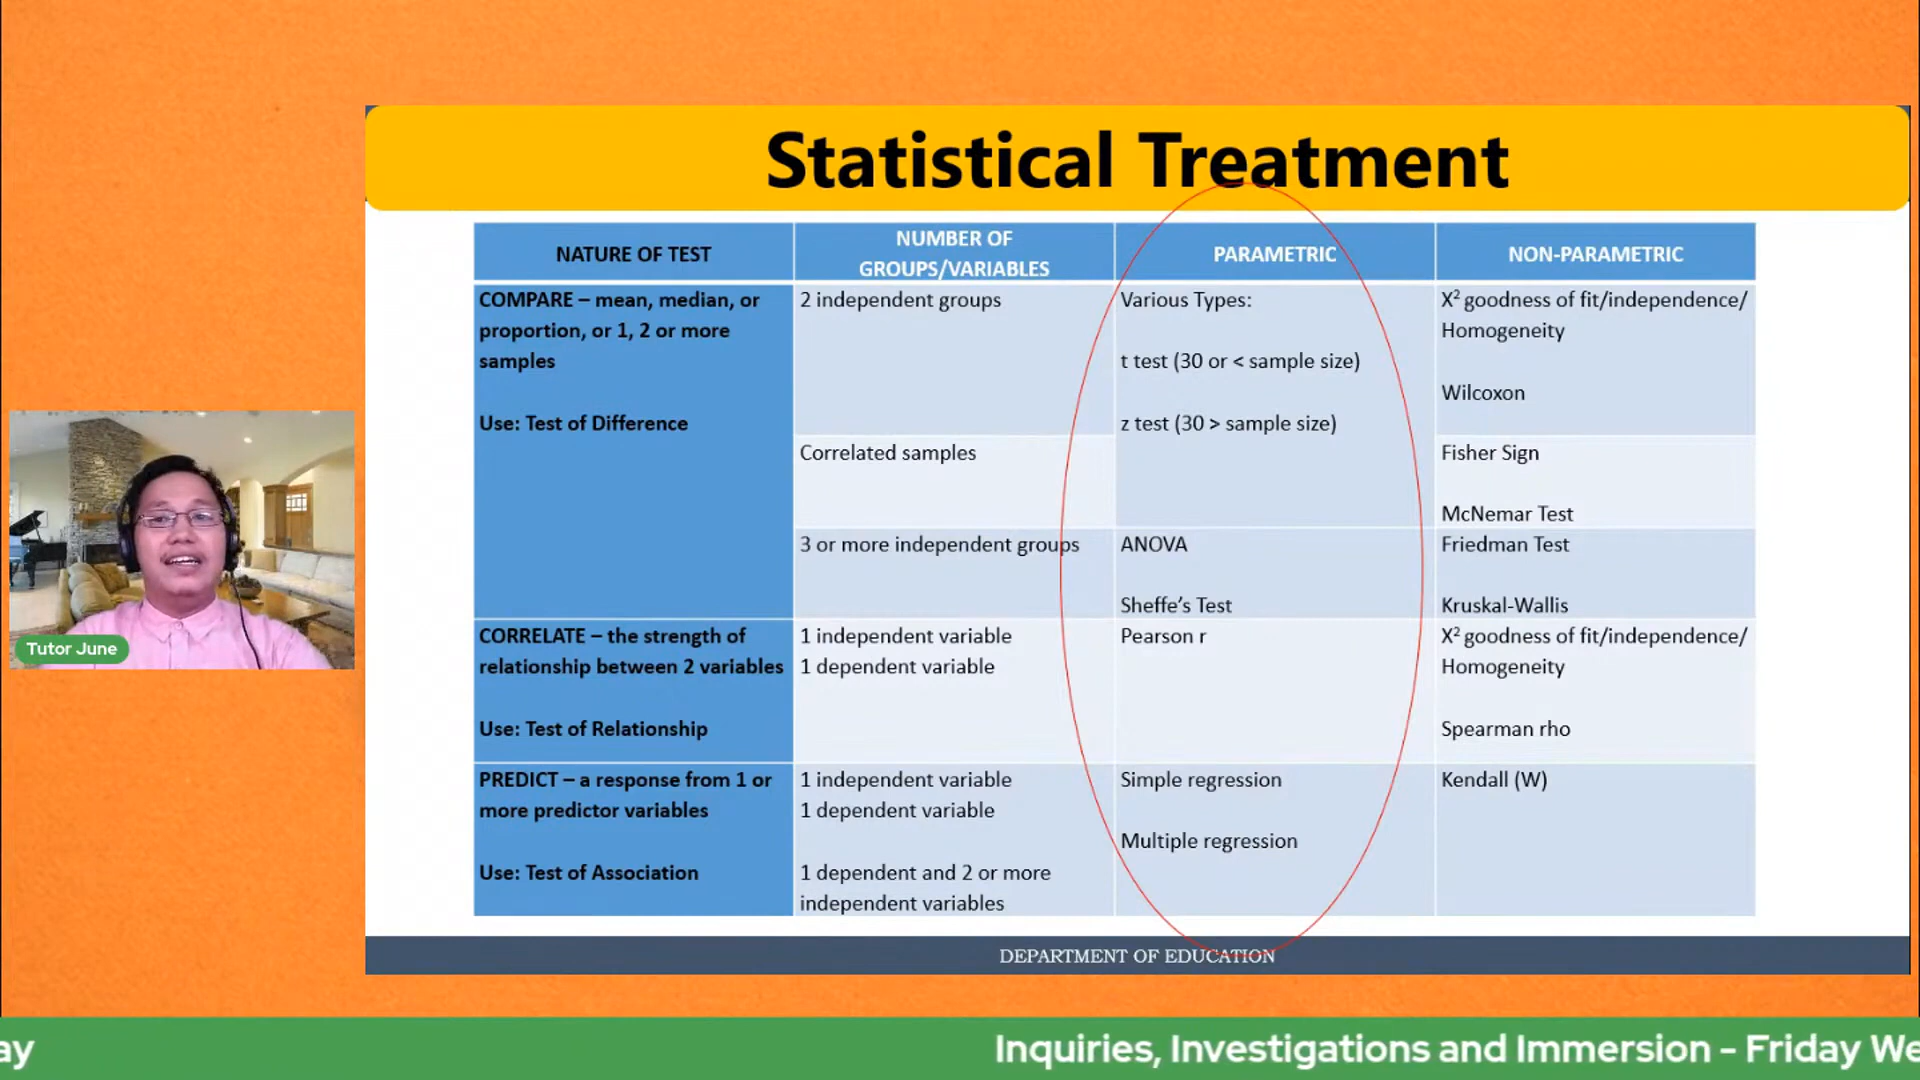 Statistical Treatment
NATURE OF TEST
NUMBER OF
GROUPS/VARIABLES
PARAMETRIC
NON-PARAMETRIC
COMPARE – mean, median, or
proportion, or 1, 2 or more
samples
Use: Test of Difference
2 independent groups
Various Types:
t test (30 or < sample size)
z test (30 > sample size)
X² goodness of fit/independence/
Homogeneity
Wilcoxon
Correlated samples
Fisher Sign
McNemar Test
3 or more independent groups
ANOVA
Sheffe’s Test
Friedman Test
Kruskal-Wallis
CORRELATE – the strength of
relationship between 2 variables
Use: Test of Relationship
1 independent variable
1 dependent variable
Pearson r
X² goodness of fit/independence/
Homogeneity
Spearman rho
PREDICT – a response from 1 or
more predictor variables
Use: Test of Association
1 independent variable
1 dependent variable
1 dependent and 2 or more
independent variables
Simple regression
Multiple regression
Kendall (W)
DEPARTMENT OF EDUCATION
Tutor June
ay
Inquiries, Investigations and Immersion - Friday We